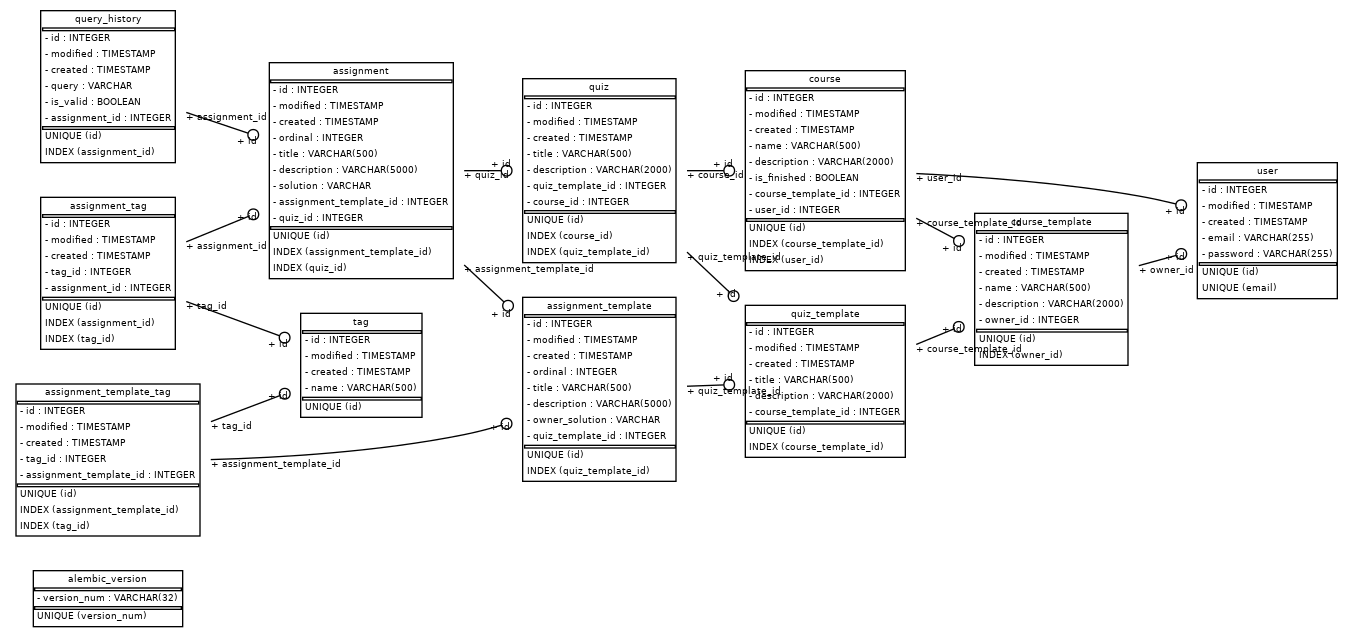 query_history
- id : INTEGER
- modified : TIMESTAMP
- created : TIMESTAMP
- query : VARCHAR
- is_valid : BOOLEAN
- assignment_id : INTEGER
UNIQUE (id)
INDEX (assignment_id)
+ assignment_id
+ id
assignment_tag
- id : INTEGER
- modified : TIMESTAMP
- created : TIMESTAMP
- tag_id : INTEGER
- assignment_id : INTEGER
UNIQUE (id)
INDEX (assignment_id)
INDEX (tag_id)
+ id
+ assignment_id
+ tag_id
+ id
assignment_template_tag
- id : INTEGER
- modified : TIMESTAMP
- created : TIMESTAMP
- tag_id : INTEGER
- assignment_template_id : INTEGER
UNIQUE (id)
INDEX (assignment_template_id)
INDEX (tag_id)
+ id
+ tag_id
+ assignment_template_id
+ id
alembic_version
- version_num : VARCHAR(32)
UNIQUE (version_num)
assignment
- id : INTEGER
- modified : TIMESTAMP
- created : TIMESTAMP
- ordinal : INTEGER
- title : VARCHAR(500)
- description : VARCHAR(5000)
- solution : VARCHAR
- assignment_template_id : INTEGER
- quiz_id : INTEGER
UNIQUE (id)
INDEX (assignment_template_id)
INDEX (quiz_id)
+ id
+ quiz_id
+ assignment_template_id
+ id
tag
- id : INTEGER
- modified : TIMESTAMP
- created : TIMESTAMP
- name : VARCHAR(500)
UNIQUE (id)
quiz
- id : INTEGER
- modified : TIMESTAMP
- created : TIMESTAMP
- title : VARCHAR(500)
- description : VARCHAR(2000)
- quiz_template_id : INTEGER
- course_id : INTEGER
UNIQUE (id)
INDEX (course_id)
INDEX (quiz_template_id)
+ id
+ course_id
+ quiz_template_id
+ id
assignment_template
- id : INTEGER
- modified : TIMESTAMP
- created : TIMESTAMP
- ordinal : INTEGER
- title : VARCHAR(500)
- description : VARCHAR(5000)
- owner_solution : VARCHAR
- quiz_template_id : INTEGER
UNIQUE (id)
INDEX (quiz_template_id)
+ id
+ quiz_template_id
course
- id : INTEGER
- modified : TIMESTAMP
- created : TIMESTAMP
- name : VARCHAR(500)
- description : VARCHAR(2000)
- is_finished : BOOLEAN
- course_template_id : INTEGER
- user_id : INTEGER
UNIQUE (id)
INDEX (course_template_id)
INDEX (user_id)
+ user_id
+ id
+ course_template_id
+ id
quiz_template
- id : INTEGER
- modified : TIMESTAMP
- created : TIMESTAMP
- title : VARCHAR(500)
- description : VARCHAR(2000)
- course_template_id : INTEGER
UNIQUE (id)
INDEX (course_template_id)
+ id
+ course_template_id
course_template
- id : INTEGER
- modified : TIMESTAMP
- created : TIMESTAMP
- name : VARCHAR(500)
- description : VARCHAR(2000)
- owner_id : INTEGER
UNIQUE (id)
INDEX (owner_id)
+ id
+ owner_id
user
- id : INTEGER
- modified : TIMESTAMP
- created : TIMESTAMP
- email : VARCHAR(255)
- password : VARCHAR(255)
UNIQUE (id)
UNIQUE (email)